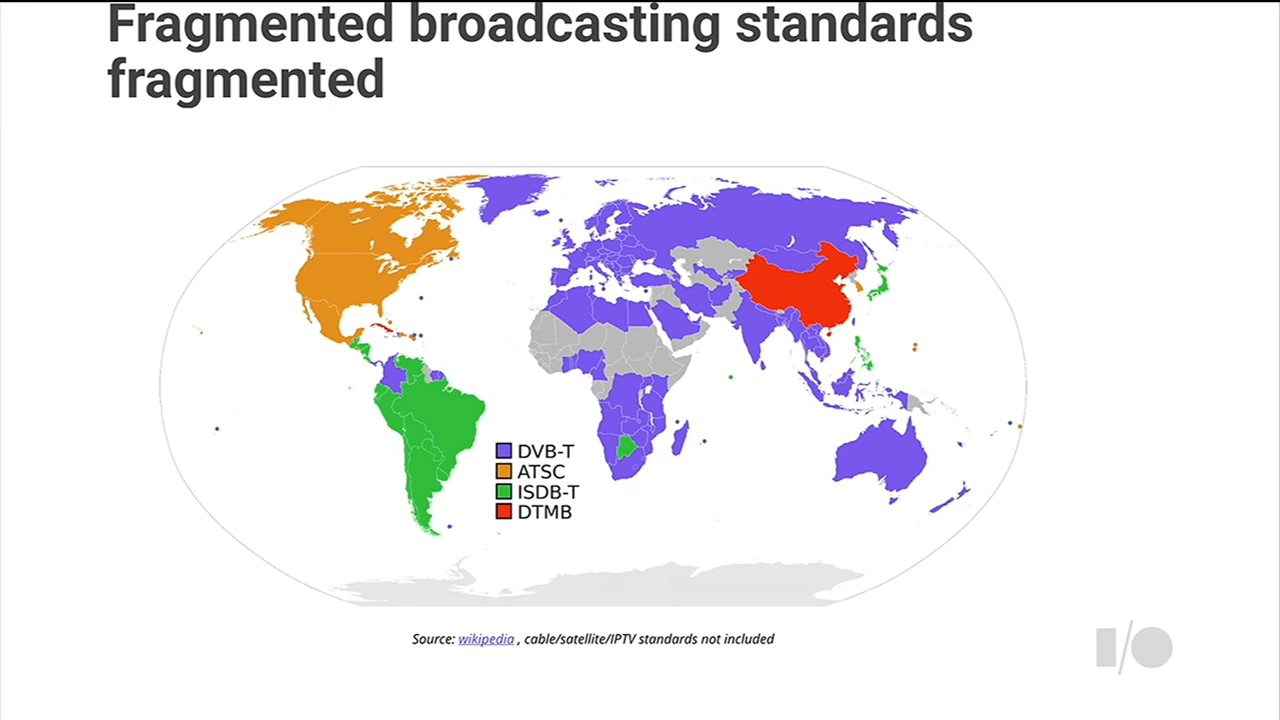 Fragmented broadcasting standards
fragmented
DVB-T
ATSC
ISDB-T
DTMB
Source: wikipedia , cable/satellite/IPTV standards not included
I/O